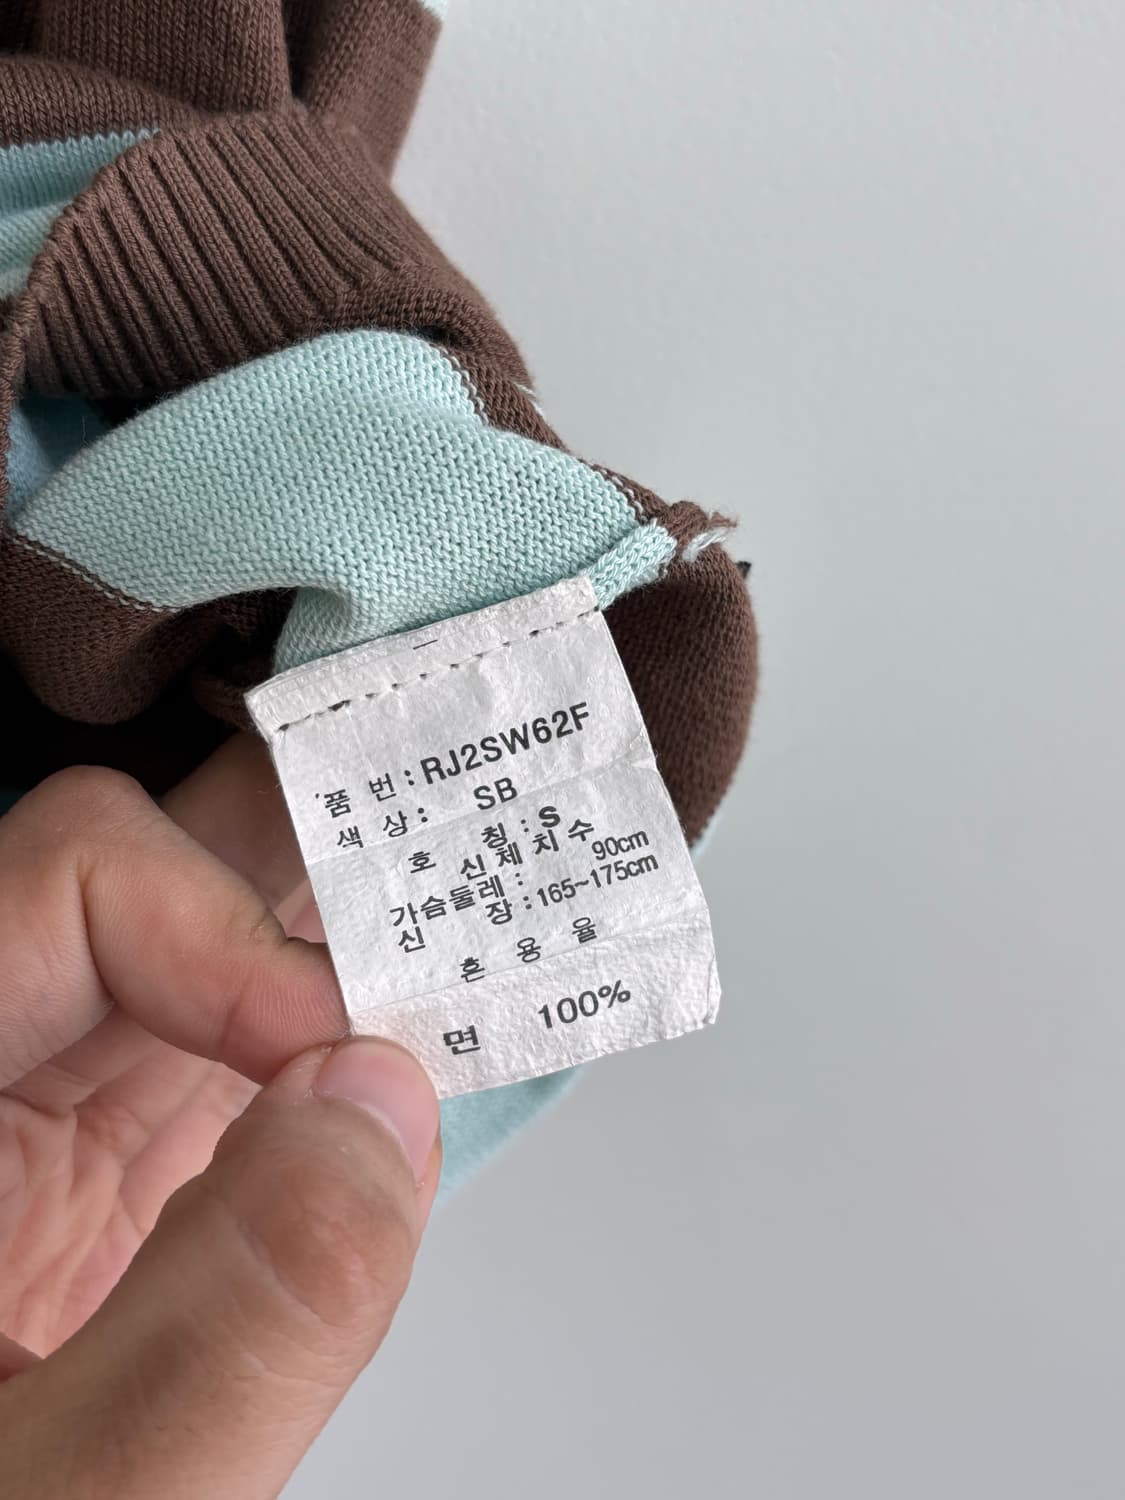 품 번 : RJ2SW62F
색 상 : SB
호 칭 : S
신 체 치 수
가슴둘레 : 90cm
신 장 : 165~175cm
혼 용 율
면 100%